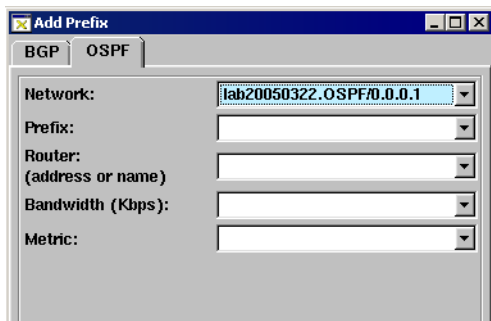 Add Prefix
BGP
OSPF
Network:
lab20050322.OSPF/0.0.0.1
Prefix:
Router:
(address or name)
Bandwidth (Kbps):
Metric: